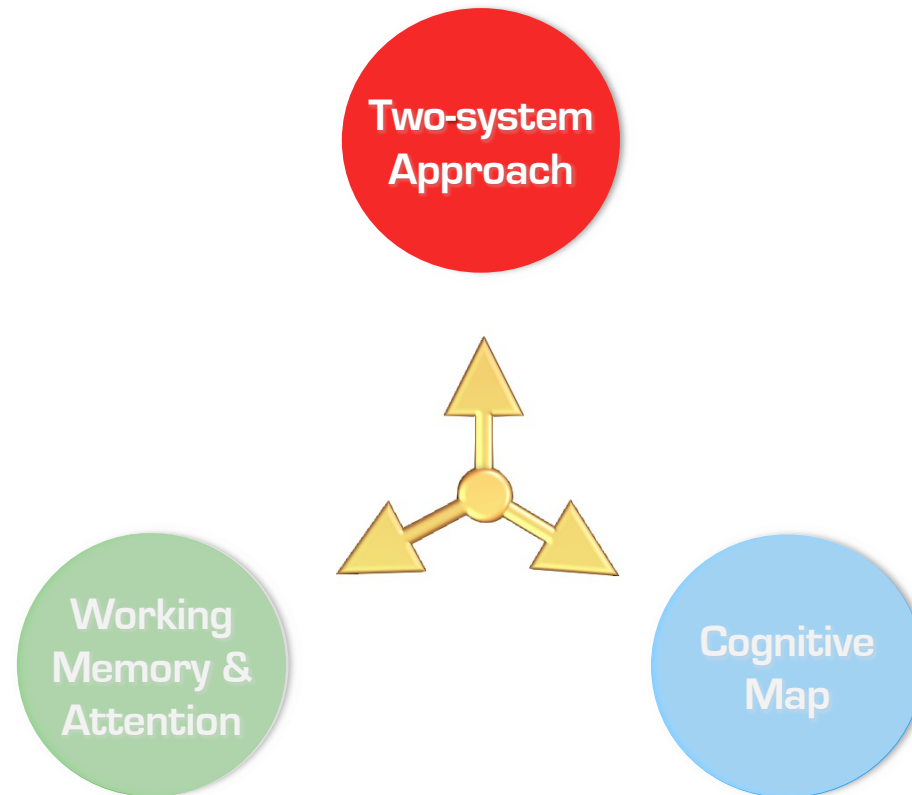 Two-system
Approach
Working
Memory &
Attention
Cognitive
Map